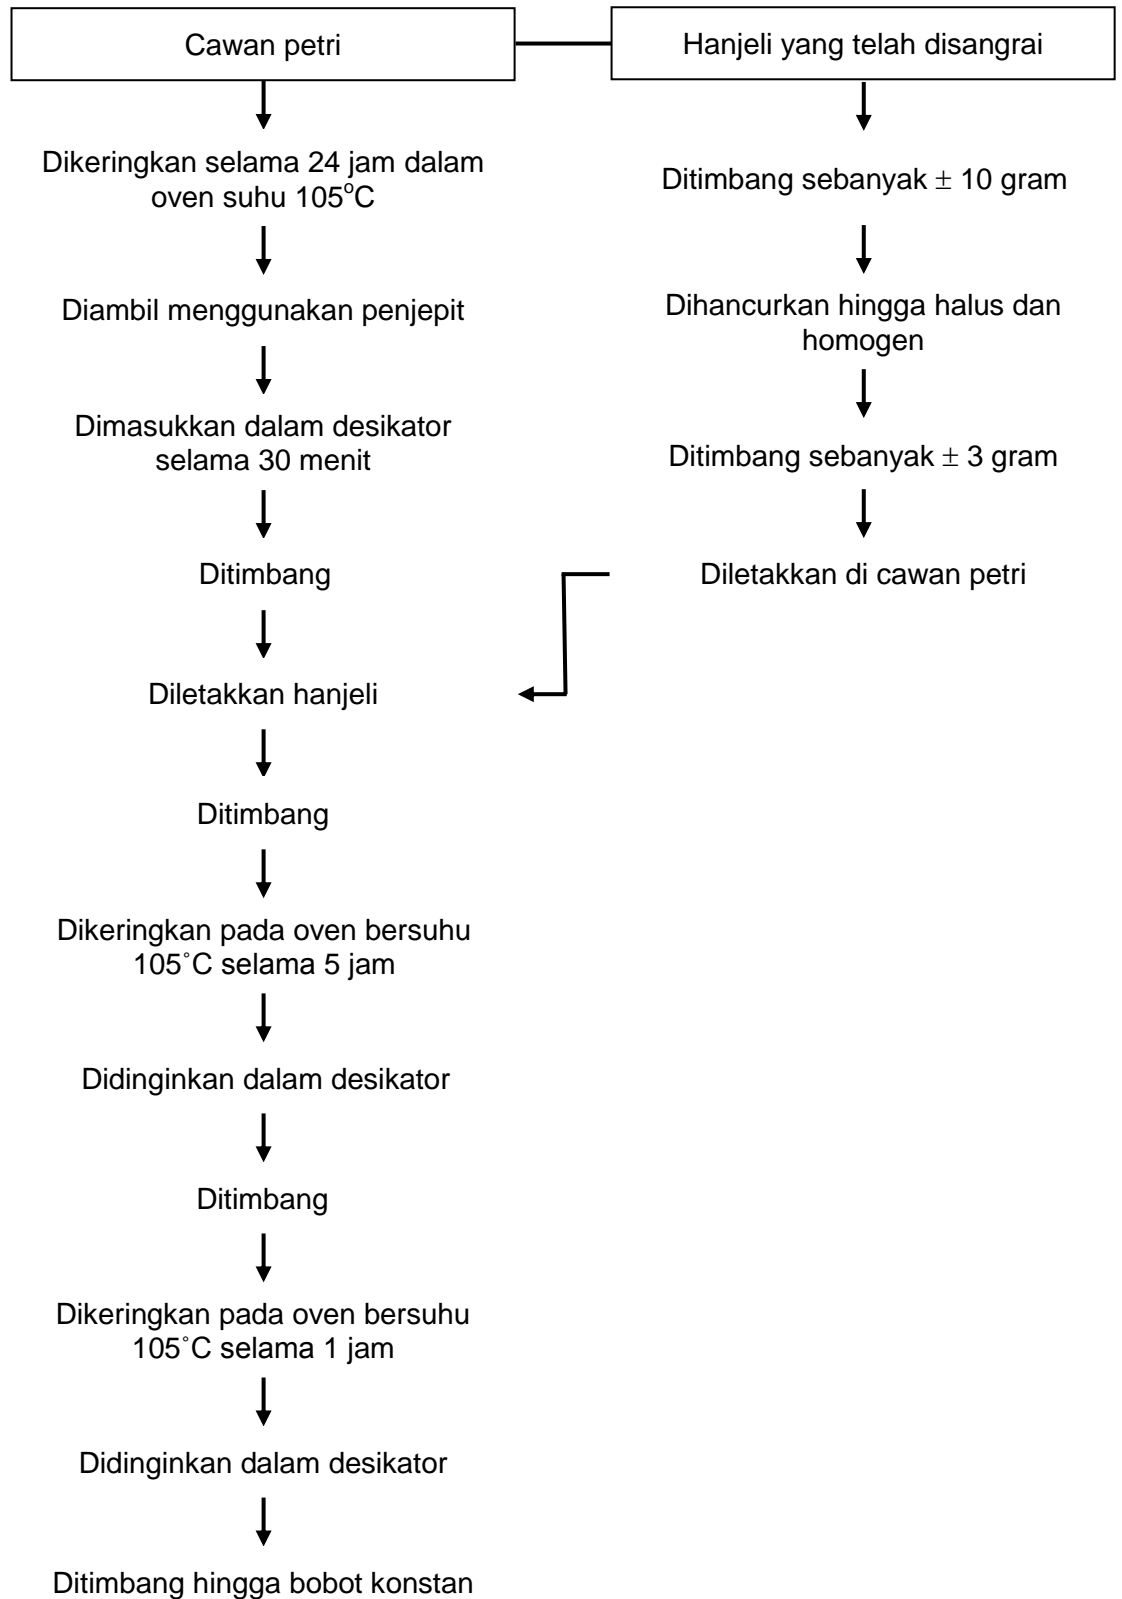 Cawan petri
Hanjeli yang telah disangrai
Dikeringkan selama 24 jam dalam
oven suhu 105°C
Diambil menggunakan penjepit
Dimasukkan dalam desikator
selama 30 menit
Ditimbang
Diletakkan hanjeli
Ditimbang
Dikeringkan pada oven bersuhu
105˚C selama 5 jam
Didinginkan dalam desikator
Ditimbang
Dikeringkan pada oven bersuhu
105˚C selama 1 jam
Didinginkan dalam desikator
Ditimbang hingga bobot konstan
Ditimbang sebanyak ± 10 gram
Dihancurkan hingga halus dan
homogen
Ditimbang sebanyak ± 3 gram
Diletakkan di cawan petri